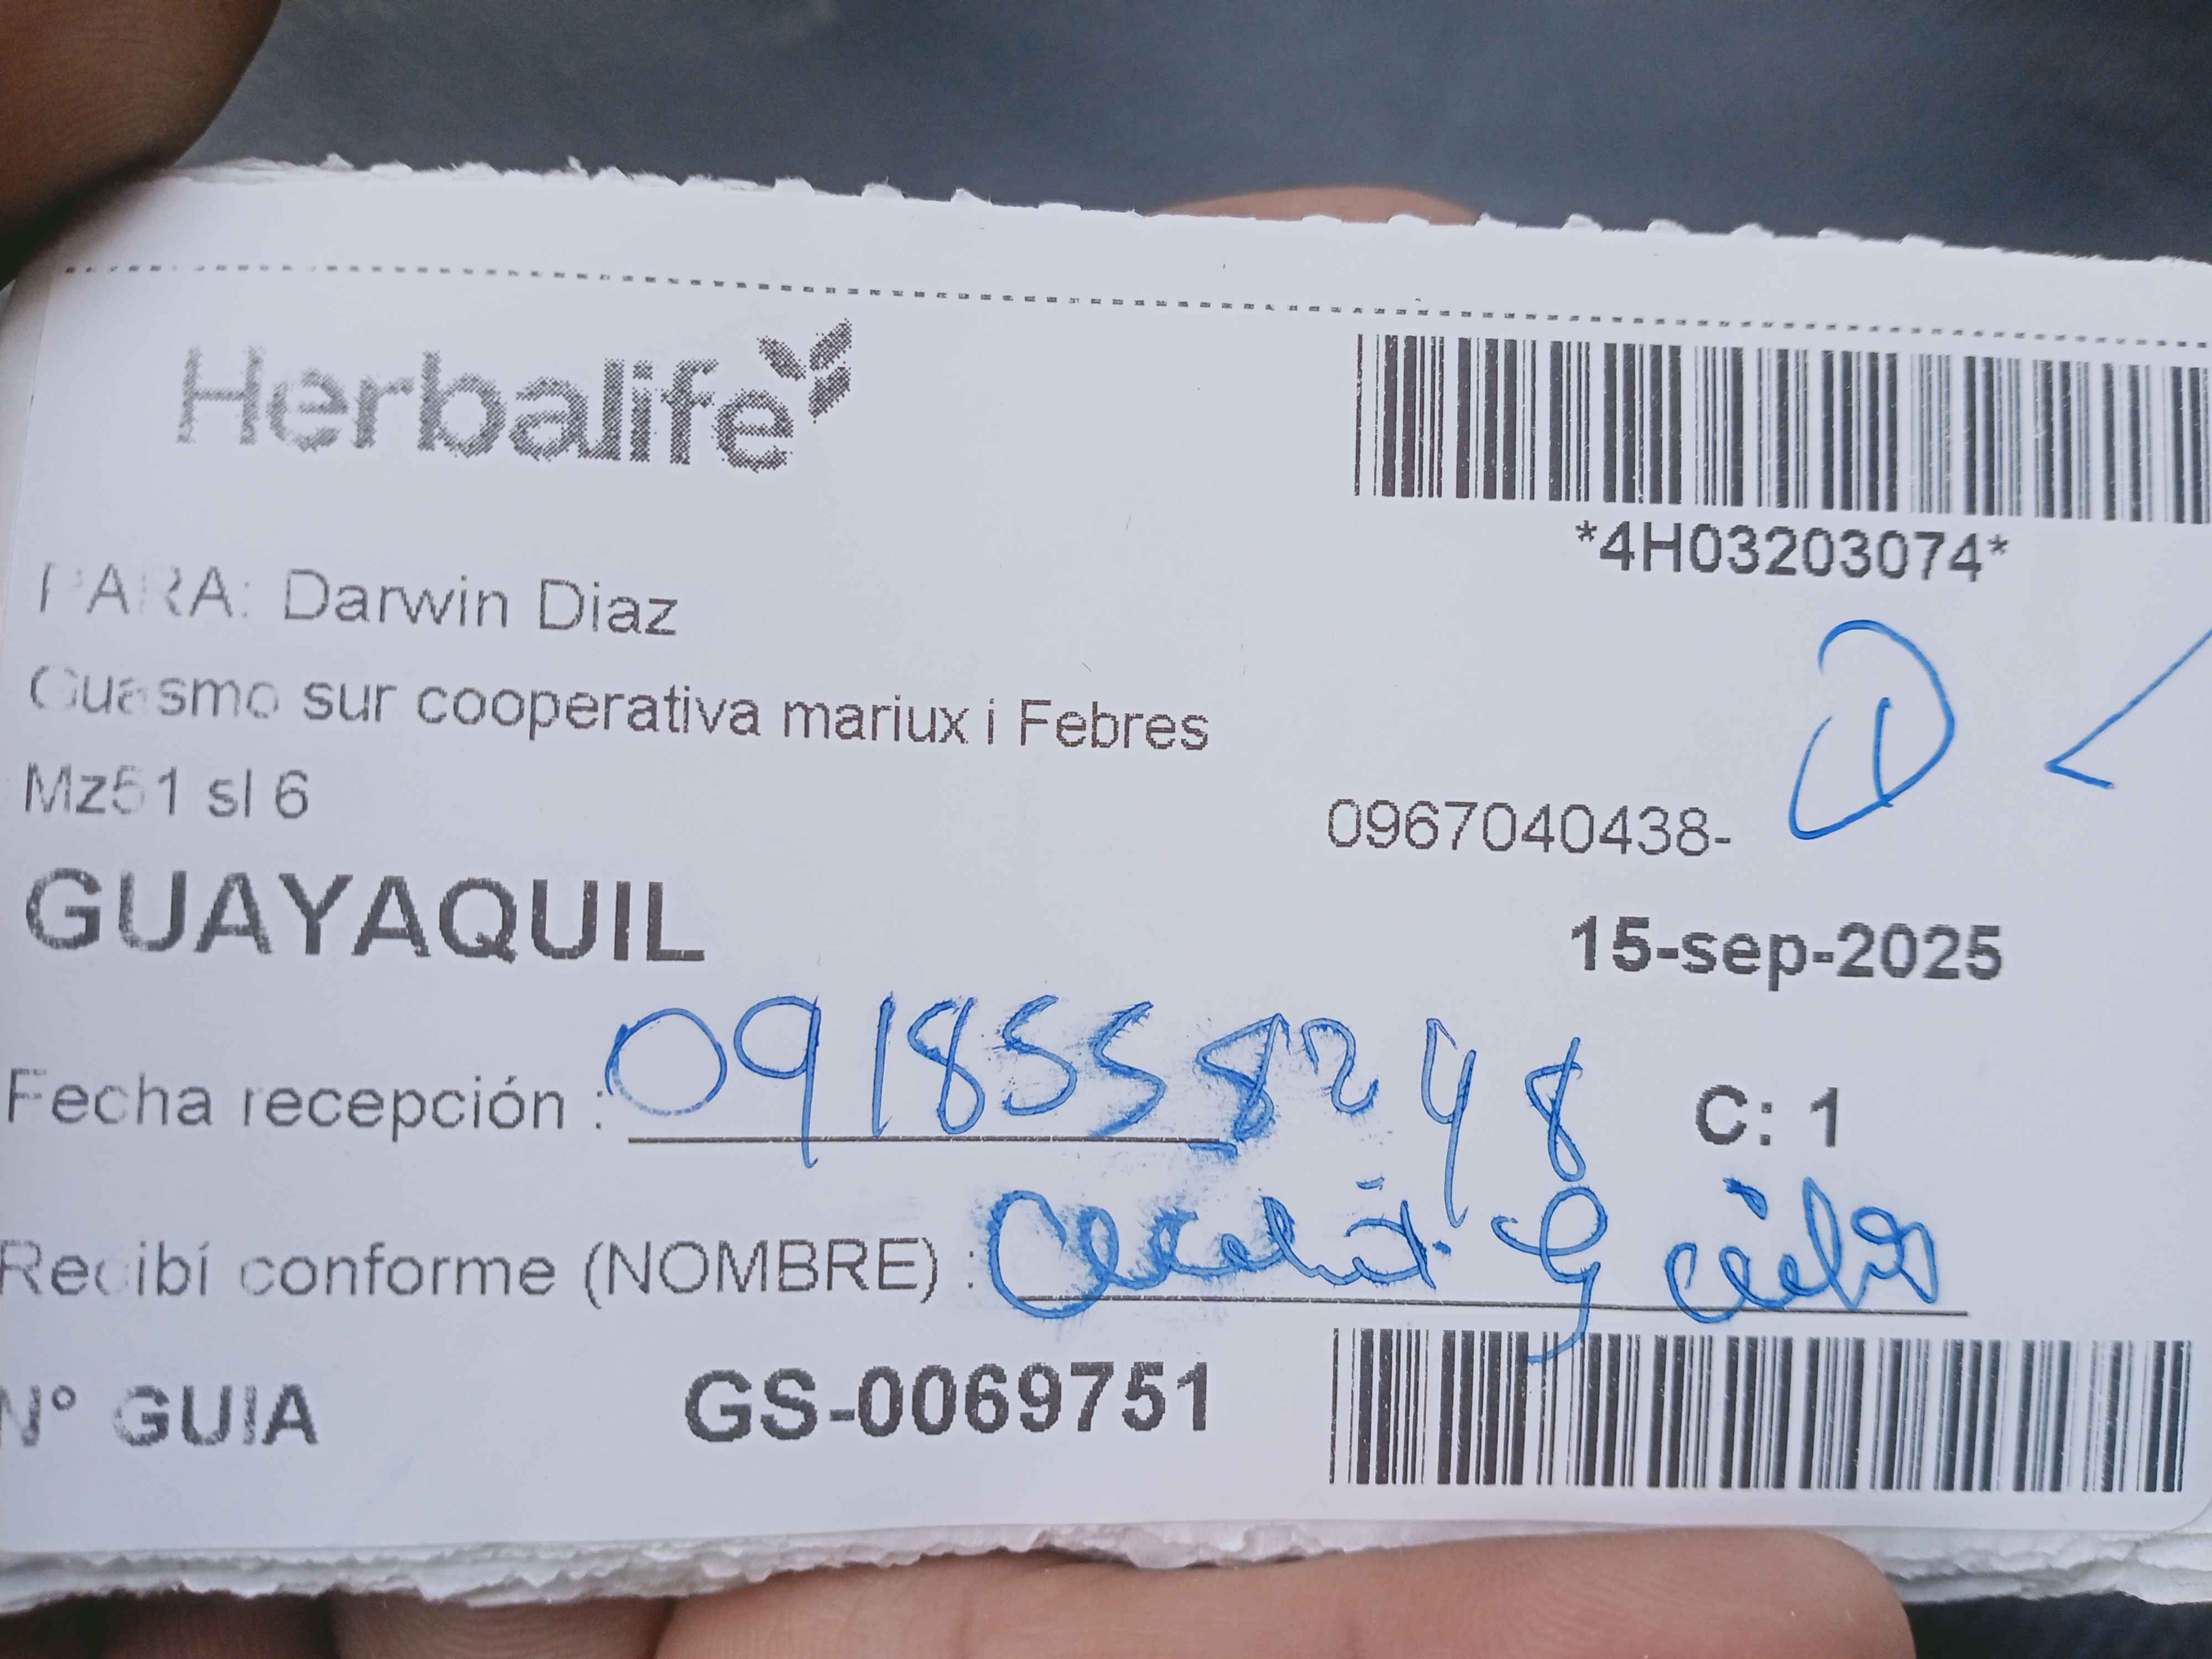 Herbalife
*4H03203074*
PARA: Darwin Diaz
Guasmo sur cooperativa mariux i Febres
Mz51 sl 6
0967040438-
1
GUAYAQUIL
15-sep-2025
Fecha recepción : 0918558248
C: 1
Recibí conforme (NOMBRE) :
N° GUIA GS-0069751